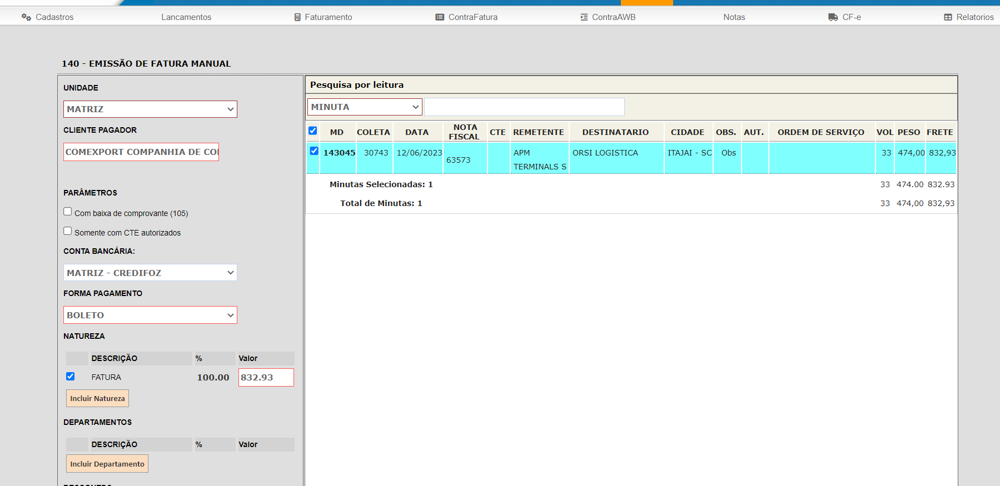 Cadastros Lancamentos Faturamento ContraFatura ContraAWB Notas CF-e Relatorios
140 - EMISSÃO DE FATURA MANUAL
UNIDADE
MATRIZ
CLIENTE PAGADOR
COMEXPORT COMPANHIA DE
PARÂMETROS
Com baixa de comprovante (105)
Somente com CTE autorizados
CONTA BANCÁRIA:
MATRIZ - CREDIFOZ
FORMA PAGAMENTO
BOLETO
NATUREZA
DESCRIÇÃO % Valor
FATURA 100.00 832.93
Incluir Natureza
DEPARTAMENTOS
DESCRIÇÃO % Valor
Incluir Departamento
Pesquisa por leitura
MINUTA
MD COLETA DATA NOTA FISCAL CTE REMETENTE DESTINATARIO CIDADE OBS. AUT. ORDEM DE SERVIÇO VOL PESO FRETE
143045 30743 12/06/2023 63573 APM TERMINALS S ORSI LOGISTICA ITAJAI - SC Obs 33 474,00 832,93
Minutas Selecionadas: 1 33 474.00 832.93
Total de Minutas: 1 33 474,00 832,93